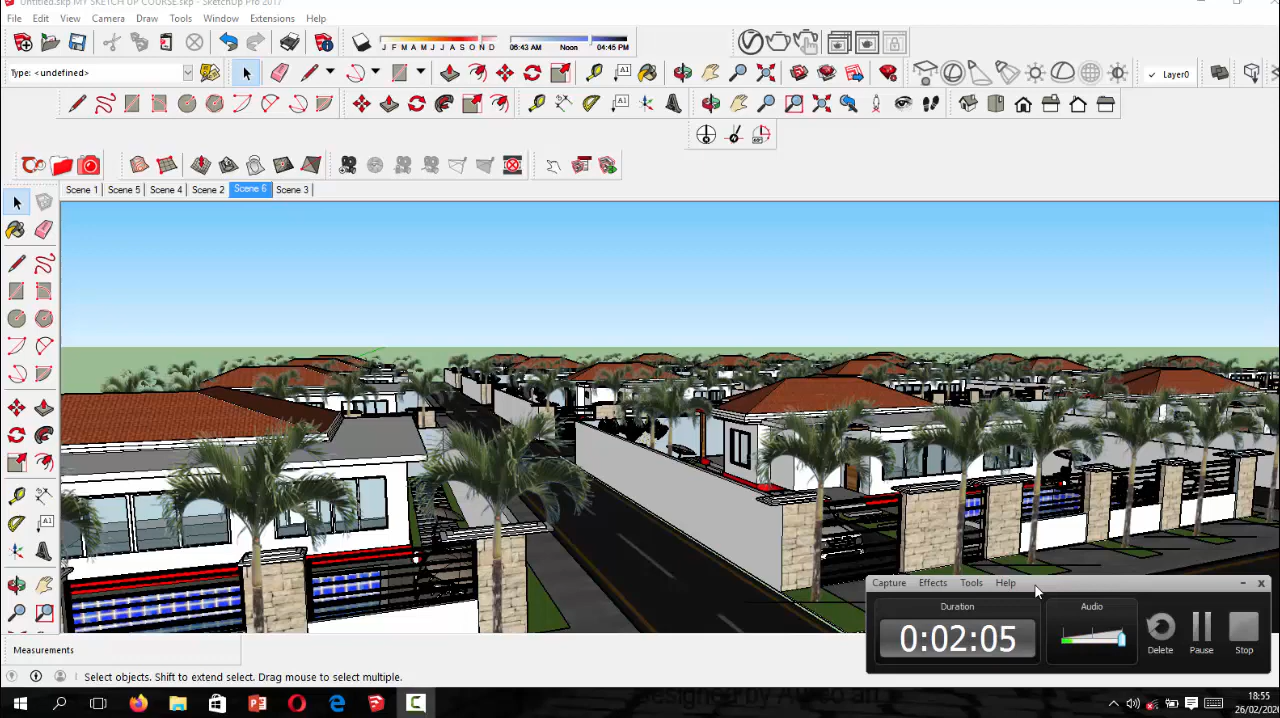 Untitled.skp MY SKETCH UP COURSE.skp - SketchUp Pro 2017
File Edit View Camera Draw Tools Window Extensions Help
J F M A M J J A S O N D 06:43 AM Noon 04:45 PM
Type: <undefined>
A1
Layer0
A1
Scene 1 Scene 5 Scene 4 Scene 2 Scene 6 Scene 3
A1
Capture Effects Tools Help
Duration Audio
0:02:05
Delete Pause Stop
Measurements
Select objects. Shift to extend select. Drag mouse to select multiple.
18:55